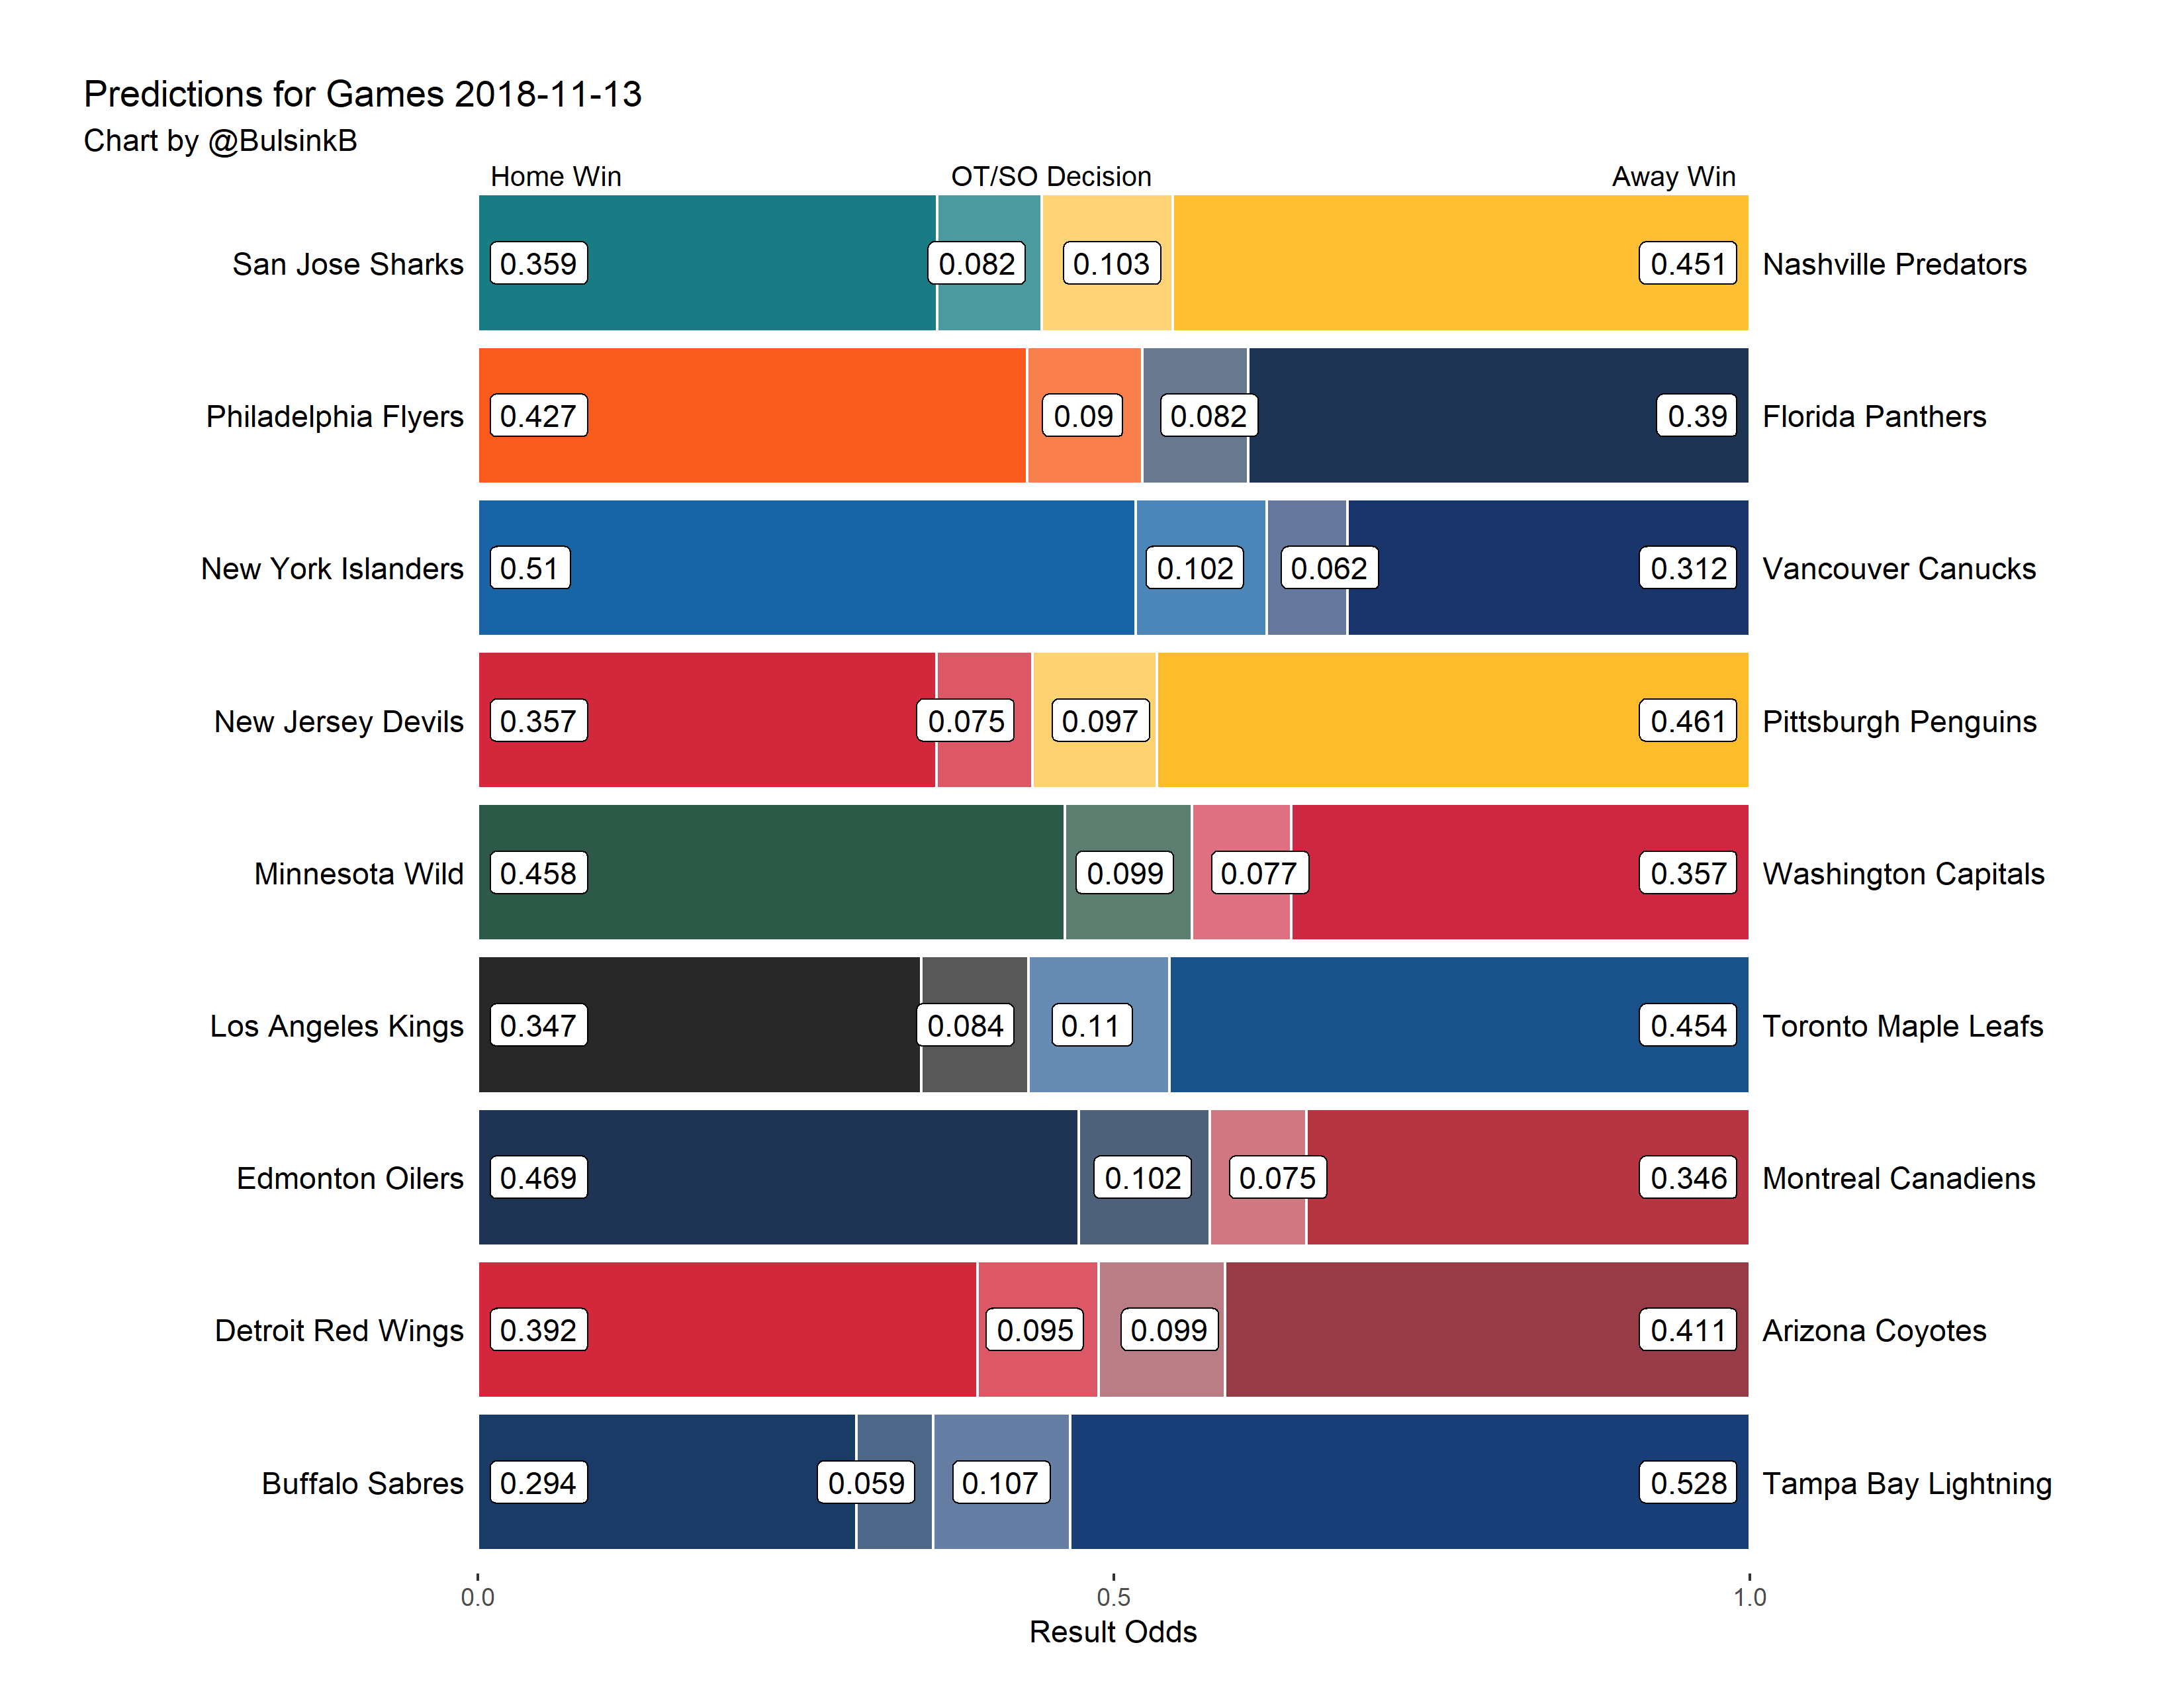 Predictions for Games 2018-11-13
Chart by @BulsinkB
Home Win OT/SO Decision Away Win
San Jose Sharks 0.359 0.082 0.103 0.451 Nashville Predators
Philadelphia Flyers 0.427 0.09 0.082 0.39 Florida Panthers
New York Islanders 0.51 0.102 0.062 0.312 Vancouver Canucks
New Jersey Devils 0.357 0.075 0.097 0.461 Pittsburgh Penguins
Minnesota Wild 0.458 0.099 0.077 0.357 Washington Capitals
Los Angeles Kings 0.347 0.084 0.11 0.454 Toronto Maple Leafs
Edmonton Oilers 0.469 0.102 0.075 0.346 Montreal Canadiens
Detroit Red Wings 0.392 0.095 0.099 0.411 Arizona Coyotes
Buffalo Sabres 0.294 0.059 0.107 0.528 Tampa Bay Lightning
0.0 0.5 1.0
Result Odds